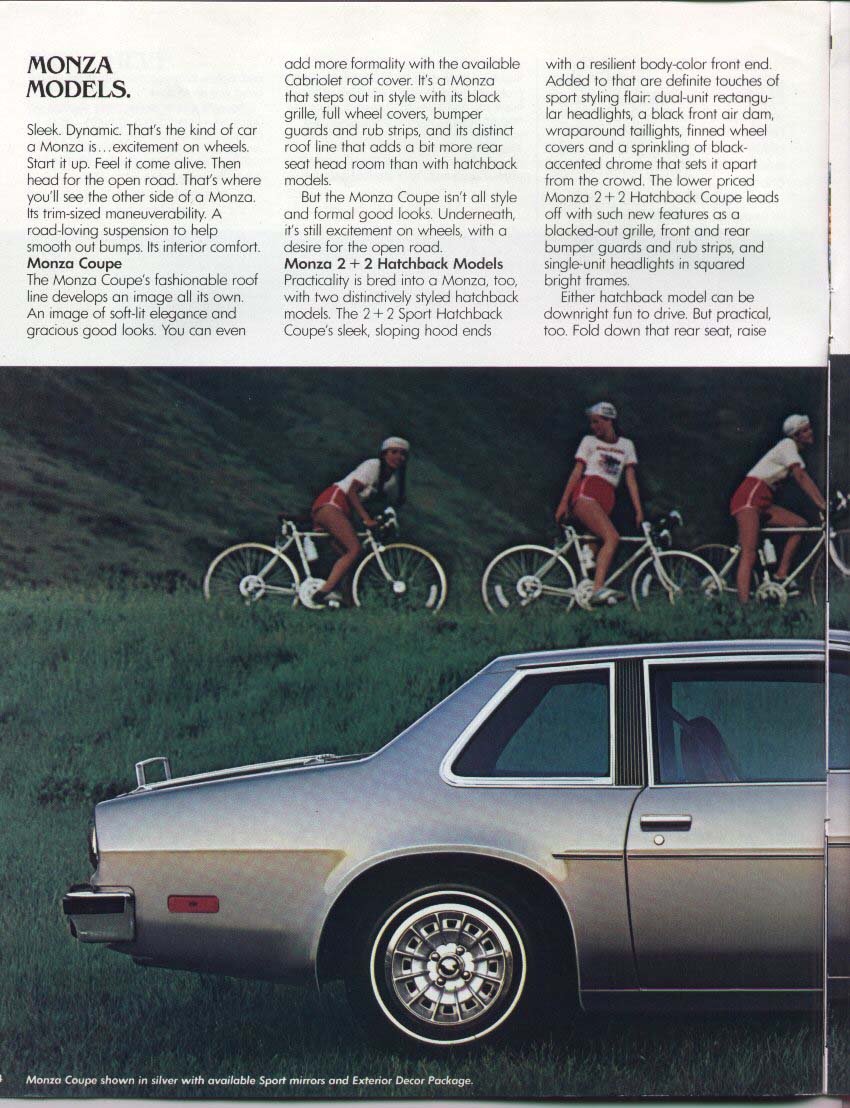 MONZA
MODELS.
Sleek. Dynamic. That's the kind of car
a Monza is...excitement on wheels.
Start it up. Feel it come alive. Then
head for the open road. That's where
you'll see the other side of a Monza.
Its trim-sized maneuverability. A
road-loving suspension to help
smooth out bumps. Its interior comfort.
Monza Coupe
The Monza Coupe's fashionable roof
line develops an image all its own.
An image of soft-lit elegance and
gracious good looks. You can even
add more formality with the available
Cabriolet roof cover. It's a Monza
that steps out in style with its black
grille, full wheel covers, bumper
guards and rub strips, and its distinct
roof line that adds a bit more rear
seat head room than with hatchback
models.
But the Monza Coupe isn't all style
and formal good looks. Underneath,
it's still excitement on wheels, with a
desire for the open road.
Monza 2 + 2 Hatchback Models
Practicality is bred into a Monza, too,
with two distinctively styled hatchback
models. The 2 + 2 Sport Hatchback
Coupe's sleek, sloping hood ends
with a resilient body-color front end.
Added to that are definite touches of
sport styling flair: dual-unit rectangu-
lar headlights, a black front air dam,
wraparound taillights, finned wheel
covers and a sprinkling of black-
accented chrome that sets it apart
from the crowd. The lower priced
Monza 2 + 2 Hatchback Coupe leads
off with such new features as a
blacked-out grille, front and rear
bumper guards and rub strips, and
single-unit headlights in squared
bright frames.
Either hatchback model can be
downright fun to drive. But practical,
too. Fold down that rear seat, raise
Monza Coupe shown in silver with available Sport mirrors and Exterior Decor Package.